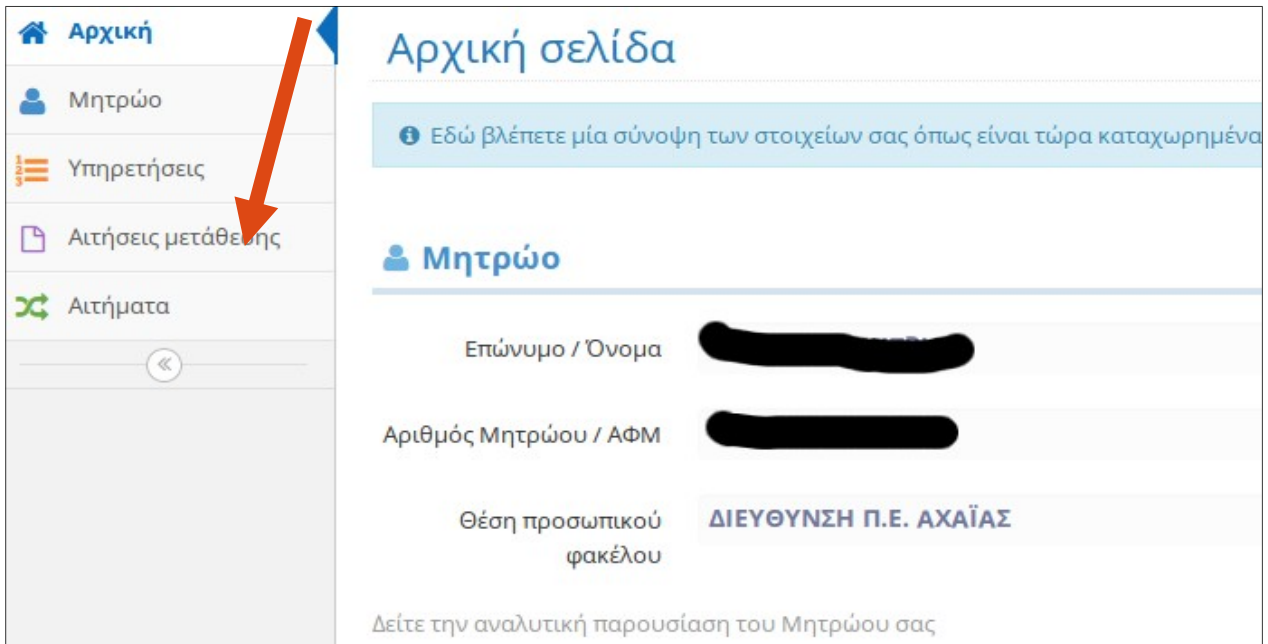 Αρχική
Μητρώο
Υπηρετήσεις
Αιτήσεις μετάθεσης
Αιτήματα
Αρχική σελίδα
Εδώ βλέπετε μία σύνοψη των στοιχείων σας όπως είναι τώρα καταχωρημένα
Μητρώο
Επώνυμο / Όνομα
Αριθμός Μητρώου / ΑΦΜ
Θέση προσωπικού
φακέλου
ΔΙΕΥΘΥΝΣΗ Π.Ε. ΑΧΑΪΑΣ
Δείτε την αναλυτική παρουσίαση του Μητρώου σας